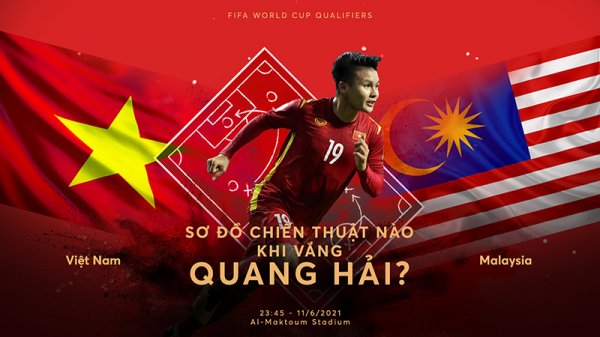 FIFA WORLD CUP QUALIFIERS
19
19
SƠ ĐỒ CHIẾN THUẬT NÀO
KHI VẮNG
QUANG HẢI?
Việt Nam
Malaysia
23:45 - 11/6/2021
Al-Maktoum Stadium